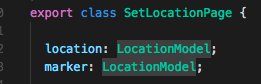 export class SetLocationPage {
location: LocationModel;
marker: LocationModel;